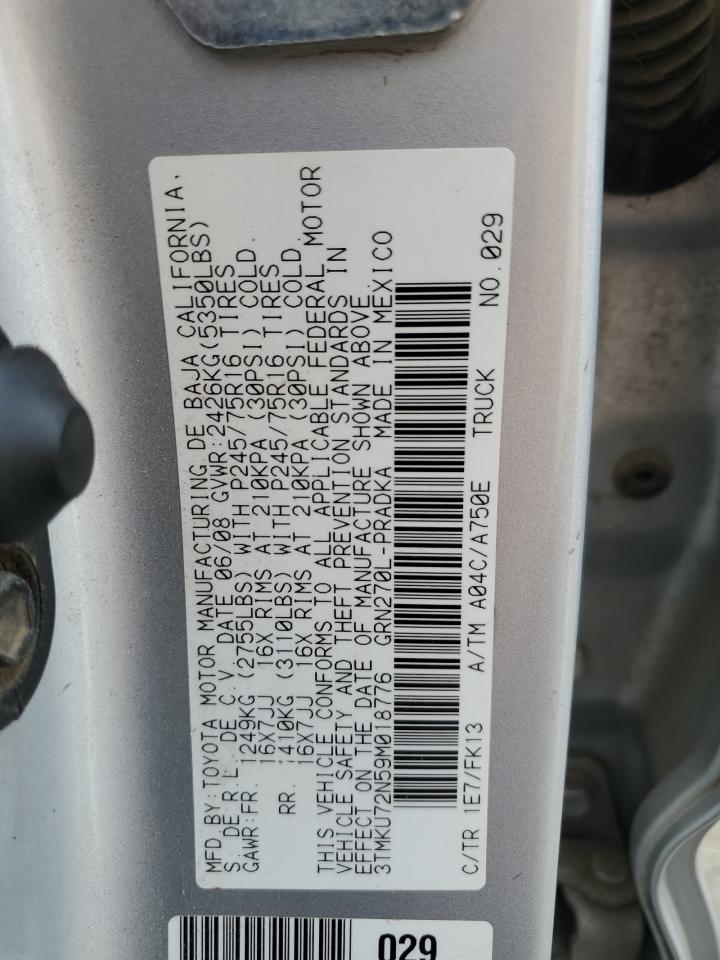 MFD.BY:TOYOTA MOTOR MANUFACTURING DE BAJA CALIFORNIA.
S. DE R.L. DE C.V. DATE 06/08 GVWR:2426KG(5350LBS)
GAWR:FR. 1249KG (2755LBS) WITH P245/75R16 TIRES
16X7JJ 16X RIMS AT 210KPA (30PSI) COLD.
RR. 1410KG (3110LBS) WITH P245/75R16 TIRES
16X7JJ 16X RIMS AT 210KPA (30PSI) COLD.
THIS VEHICLE CONFORMS TO ALL APPLICABLE FEDERAL MOTOR
VEHICLE SAFETY AND THEFT PREVENTION STANDARDS IN
EFFECT ON THE DATE OF MANUFACTURE SHOWN ABOVE.
3TMKU72N59M018776 GRN270L-PRADKA MADE IN MEXICO
C/TR 1E7/FK13 A/TM A04C/A750E TRUCK NO.029
029